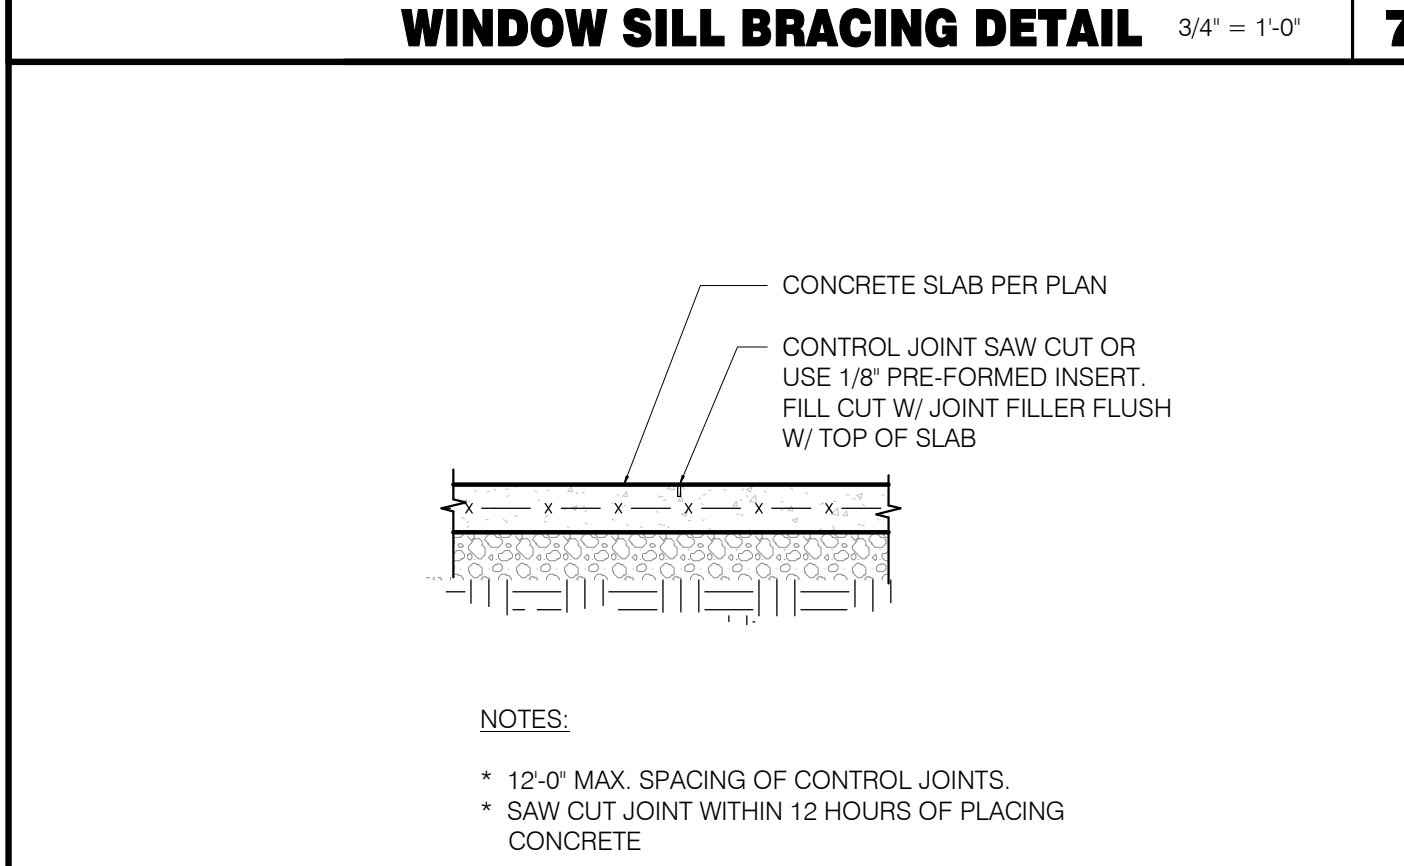 WINDOW SILL BRACING DETAIL 3/4" = 1'-0" 7
CONCRETE SLAB PER PLAN
CONTROL JOINT SAW CUT OR
USE 1/8" PRE-FORMED INSERT.
FILL CUT W/ JOINT FILLER FLUSH
W/ TOP OF SLAB
X X X X X X
NOTES:
* 12'-0" MAX. SPACING OF CONTROL JOINTS.
* SAW CUT JOINT WITHIN 12 HOURS OF PLACING
CONCRETE